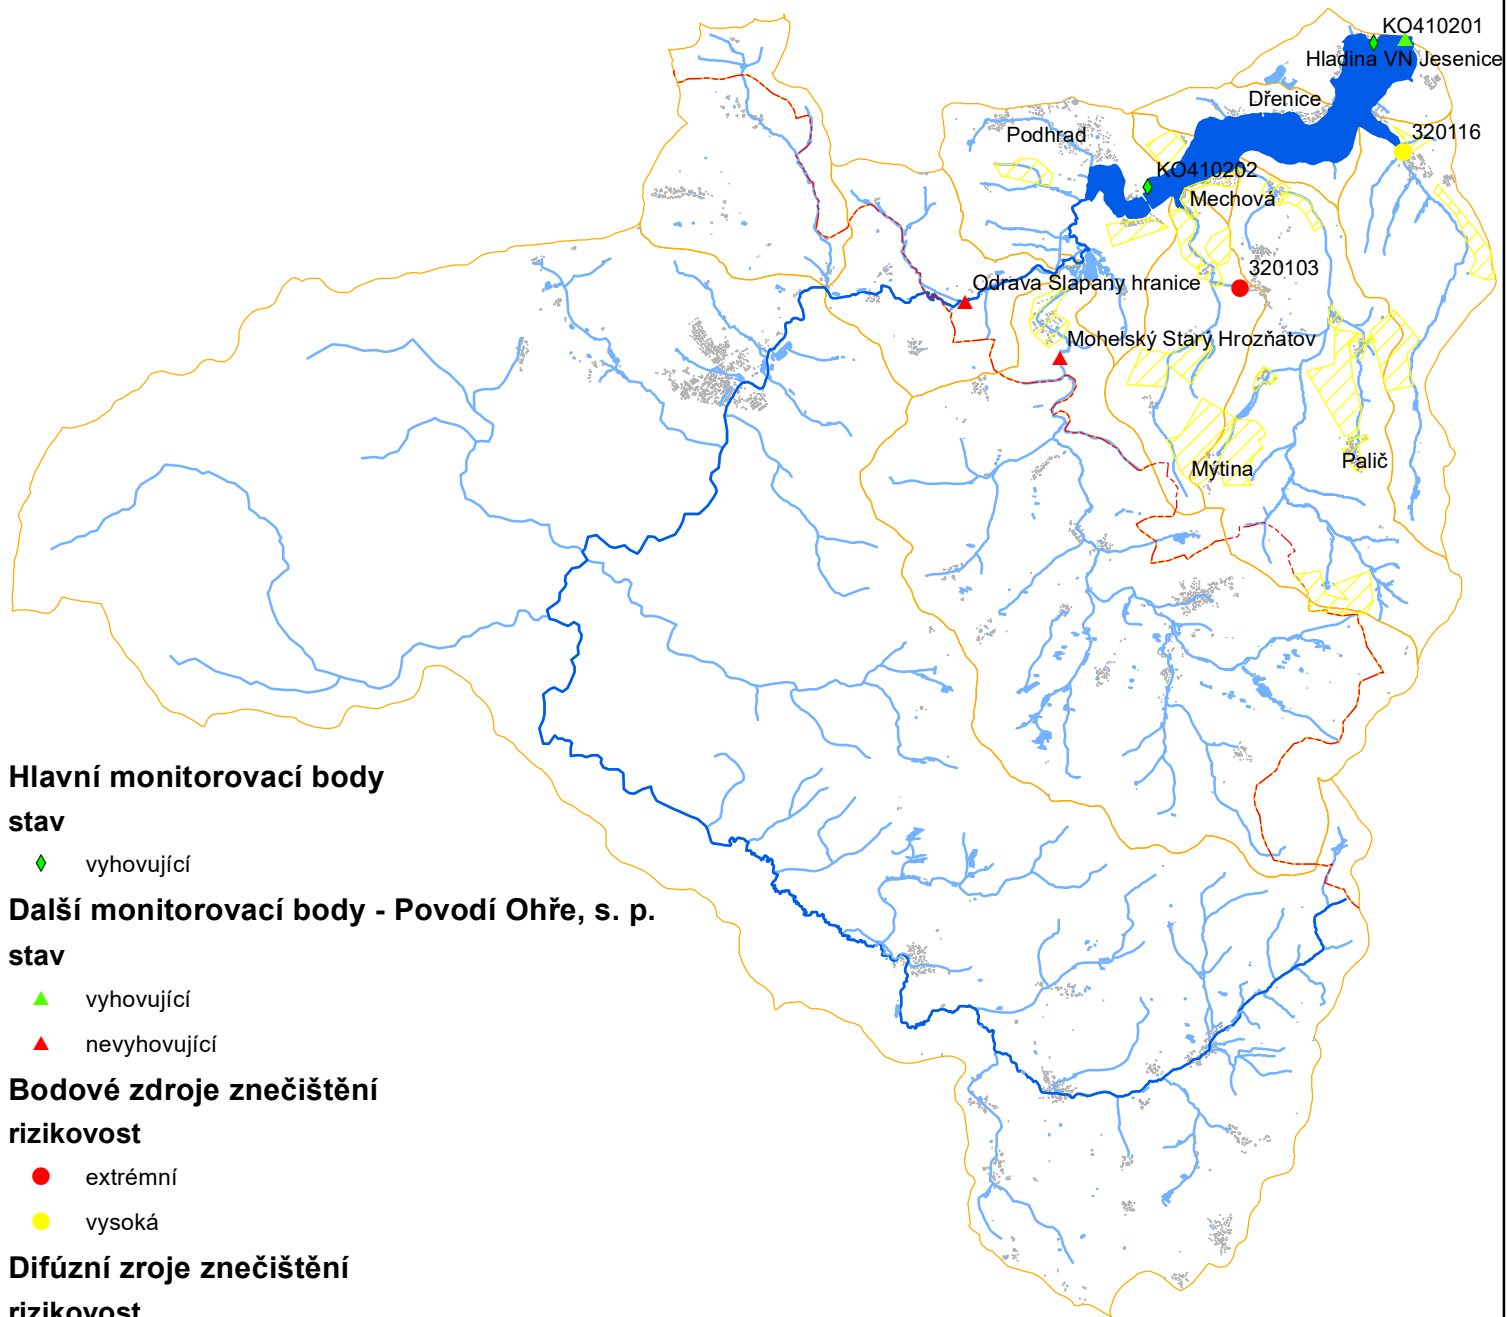 KO410201
Hladina VN Jesenice
Dřenice
320116
Podhrad
KO410202
Mechová
320103
Odrava Slapany hranice
Mohelský Starý Hrozňatov
Mýtina
Palič
Hlavní monitorovací body
stav
vyhovující
Další monitorovací body - Povodí Ohře, s. p.
stav
vyhovující
nevyhovující
Bodové zdroje znečištění
rizikovost
extrémní
vysoká
Difúzní zroje znečištění
rizikovost